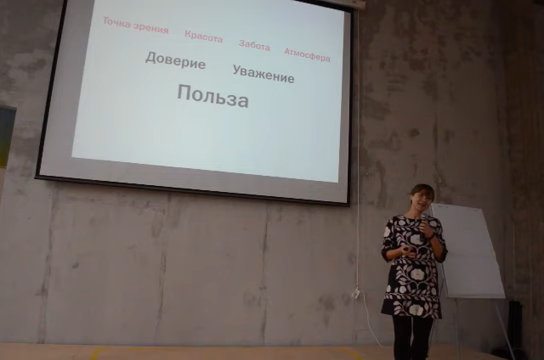 Точка зрения Красота Забота Атмосфера
Доверие Уважение
Польза